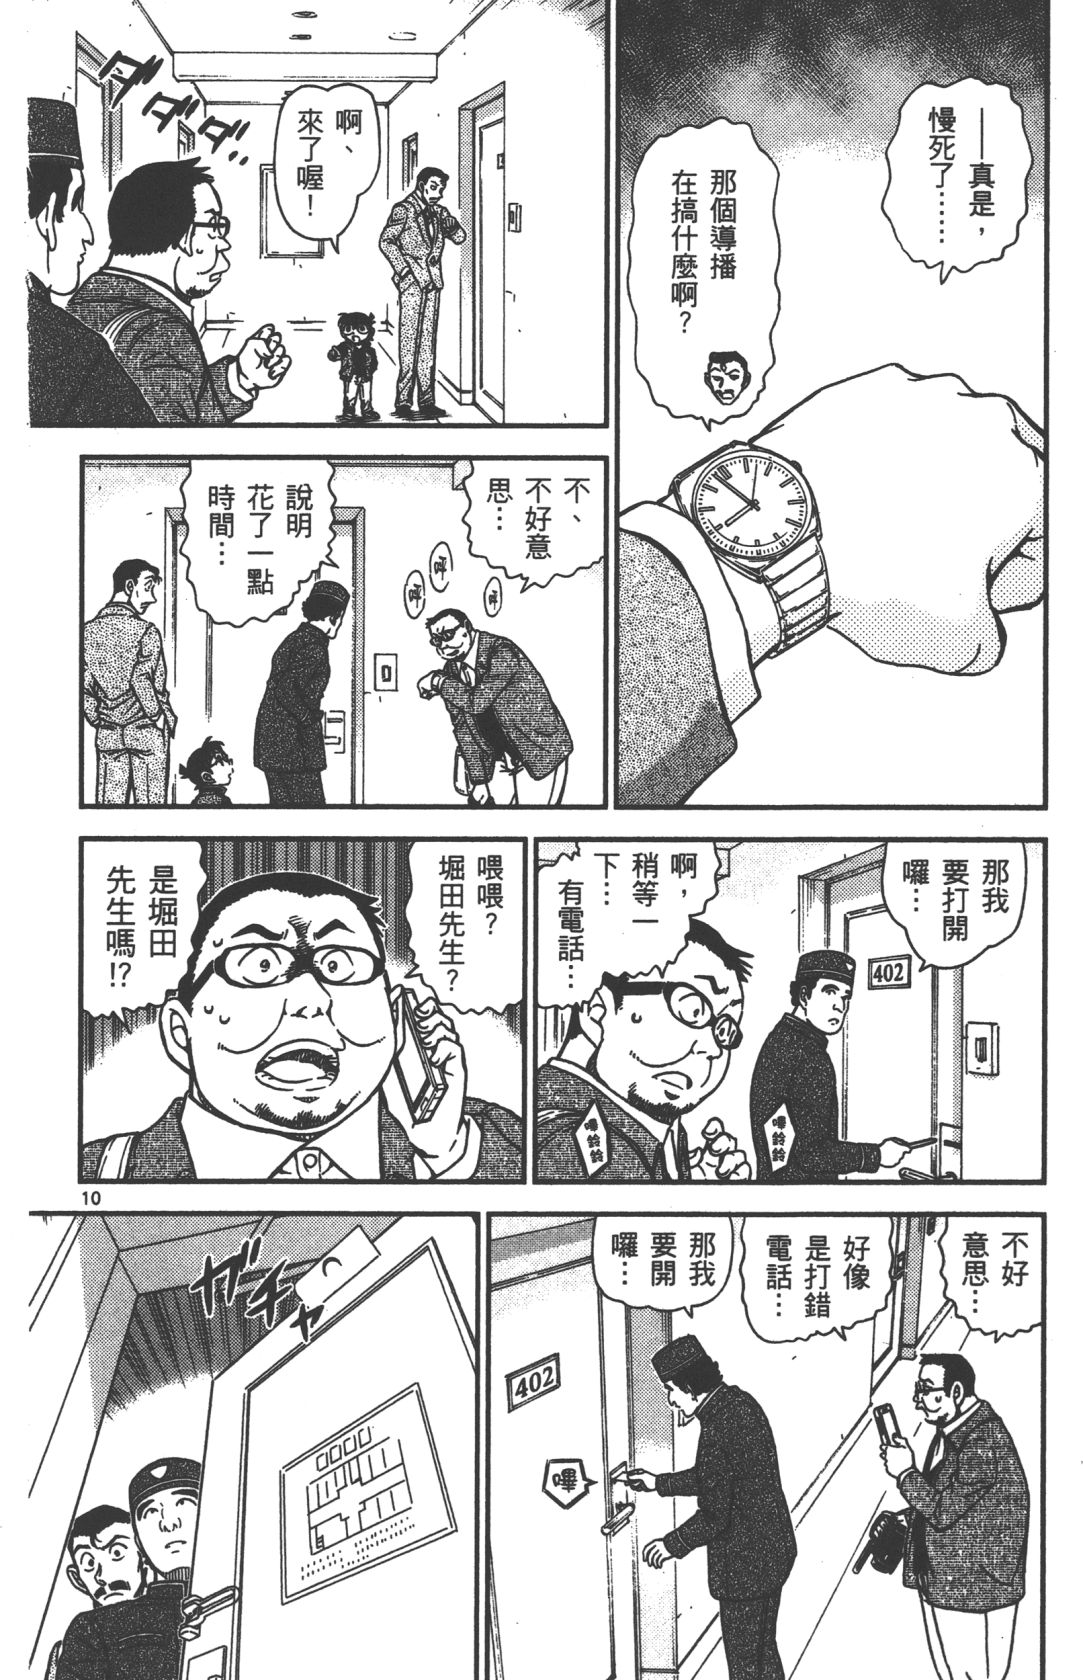 ──真是，
慢死了……
那個導播
在搞什麼啊？
啊、
來了喔！
ダッ
ダッ
ダッ
不、
不好意
思…
呼
呼
呼
說明
花了一點
時間…
那我
要打開
囉…
402
啊，
稍等一
下…
有電話…
嗶鈴鈴
嗶鈴鈴
喂喂？
堀田先生？
是堀田
先生嗎!?
10
不好
意思…
好像
是打錯
電話…
那我
要開
囉…
402
嗶
ガチャ